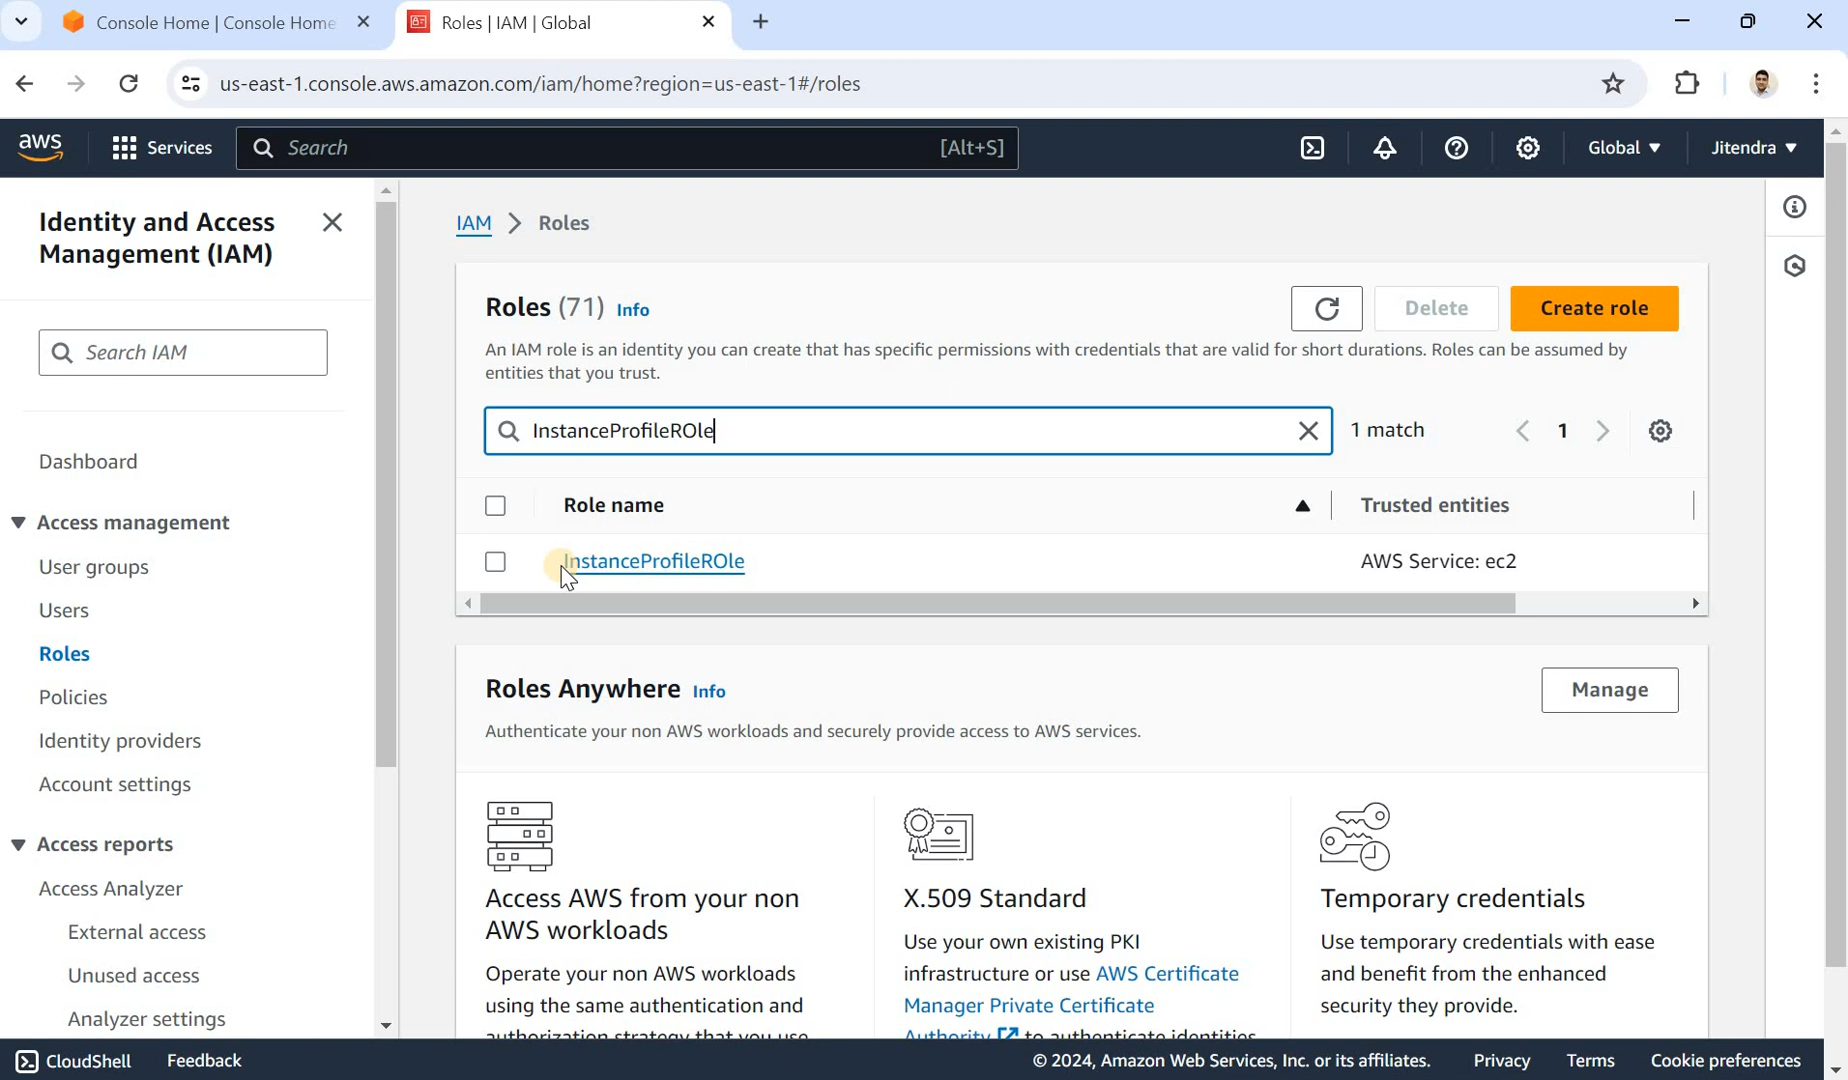 Console Home | Console Home
Roles | IAM | Global
us-east-1.console.aws.amazon.com/iam/home?region=us-east-1#/roles
aws
Services
Search
[Alt+S]
Global
Jitendra
Identity and Access
Management (IAM)
Search IAM
Dashboard
Access management
User groups
Users
Roles
Policies
Identity providers
Account settings
Access reports
Access Analyzer
External access
Unused access
Analyzer settings
IAM > Roles
Roles (71) Info
Delete
Create role
An IAM role is an identity you can create that has specific permissions with credentials that are valid for short durations. Roles can be assumed by
entities that you trust.
InstanceProfileROle
1 match
1
Role name
Trusted entities
InstanceProfileROle
AWS Service: ec2
Roles Anywhere Info
Manage
Authenticate your non AWS workloads and securely provide access to AWS services.
Access AWS from your non
AWS workloads
Operate your non AWS workloads
using the same authentication and
authorization strategy that you use
X.509 Standard
Use your own existing PKI
infrastructure or use AWS Certificate
Manager Private Certificate
Authority to authenticate identities
Temporary credentials
Use temporary credentials with ease
and benefit from the enhanced
security they provide.
CloudShell
Feedback
© 2024, Amazon Web Services, Inc. or its affiliates.
Privacy
Terms
Cookie preferences